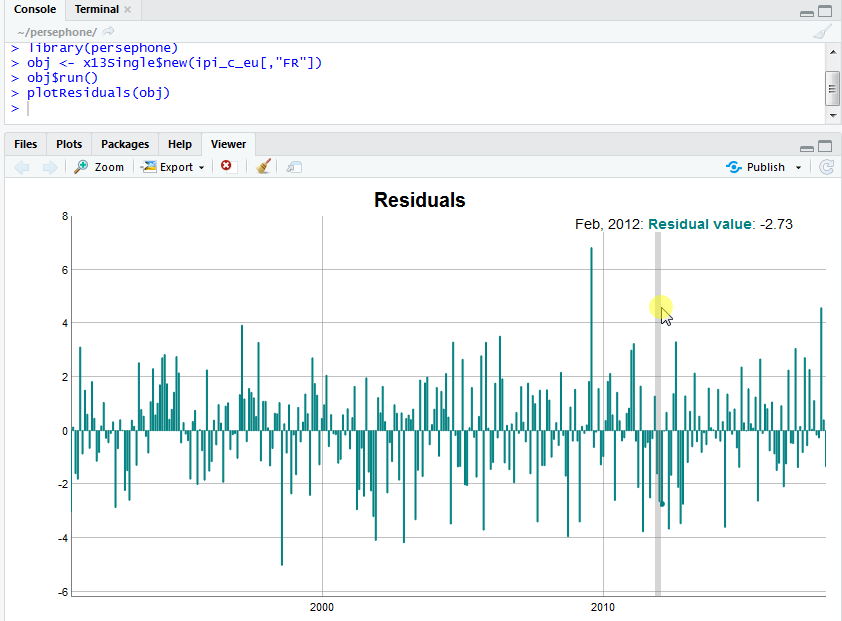 Console Terminal
~/persephone/
> library(persephone)
> obj <- x13Single$new(ipi_c_eu[,"FR"])
> obj$run()
> plotResiduals(obj)
>
Files Plots Packages Help Viewer
Zoom Export Publish
Residuals
Feb, 2012: Residual value: -2.73
8
6
4
2
0
-2
-4
-6
2000 2010